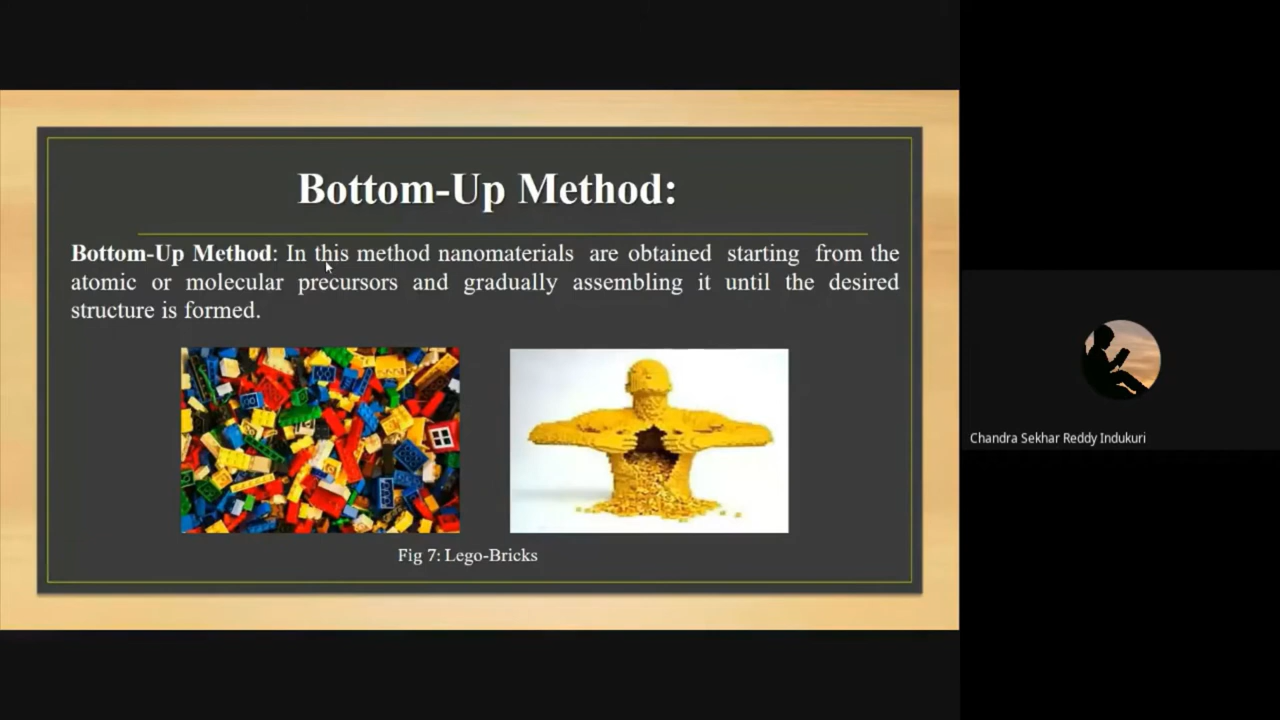 Bottom-Up Method:
Bottom-Up Method: In this method nanomaterials are obtained starting from the
atomic or molecular precursors and gradually assembling it until the desired
structure is formed.
Fig 7: Lego-Bricks
Chandra Sekhar Reddy Indukuri